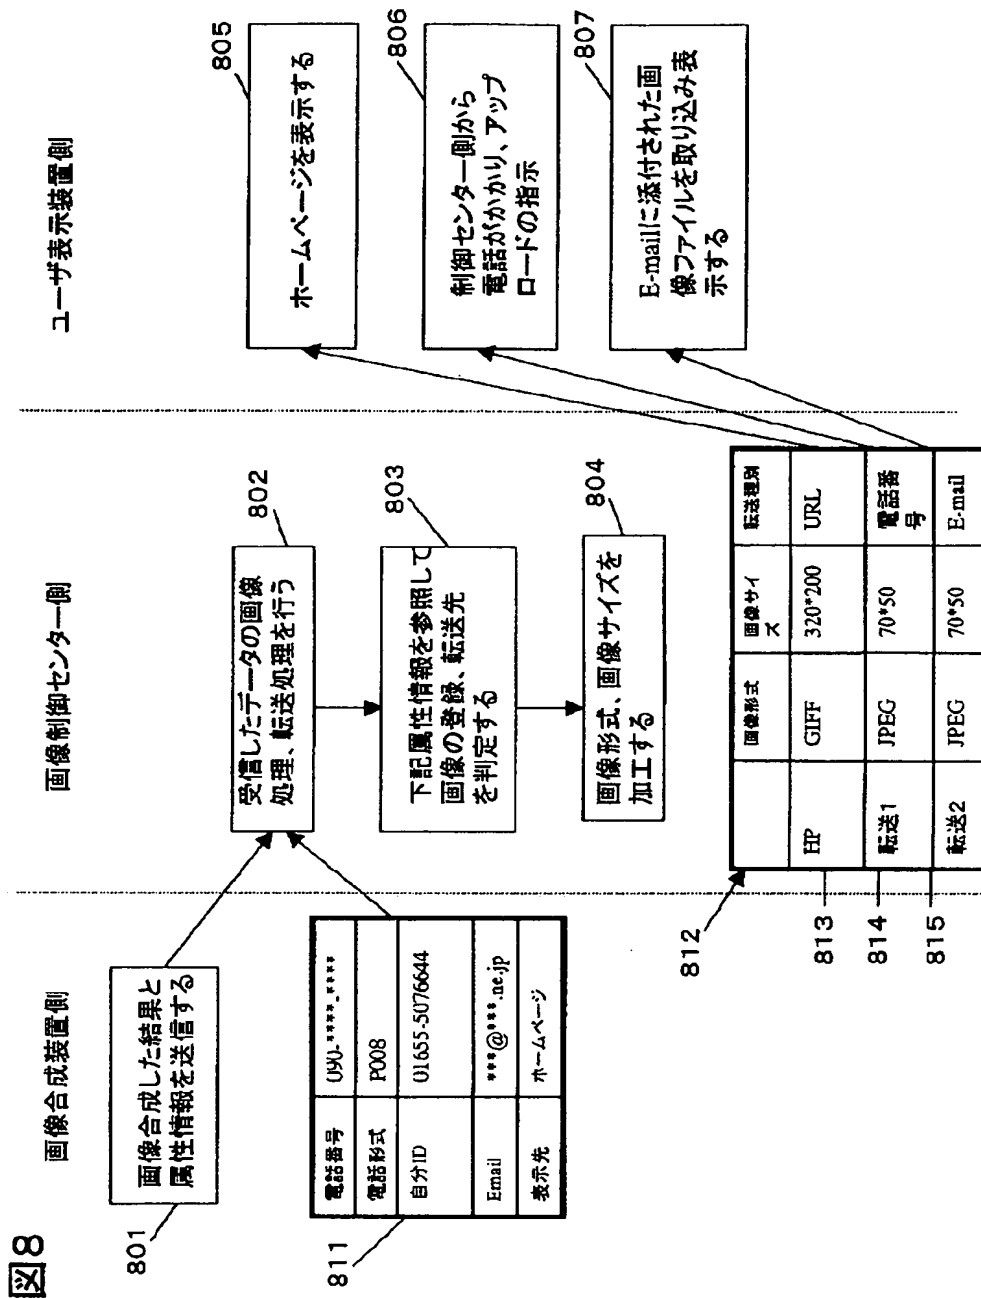 図8
画像合成装置側
画像制御センター側
ユーザ表示装置側
801
画像合成した結果と
属性情報を送信する
811
電話番号 090-****-****
電話形式 P008
自分ID 01655-5076644
Email ***@***.ne.jp
表示先 ホームページ
802
受信したデータの画像
処理、転送処理を行う
803
下記属性情報を参照して
画像の登録、転送先
を判定する
804
画像形式、画像サイズを
加工する
812
画像形式 画像サイ
ズ 転送種別
813
HP GIFF 320*200 URL
814
転送1 JPEG 70*50 電話番
号
815
転送2 JPEG 70*50 E-mail
805
ホームページを表示する
806
制御センター側から
電話がかかり、アップ
ロードの指示
807
E-mailに添付された画
像ファイルを取り込み表
示する